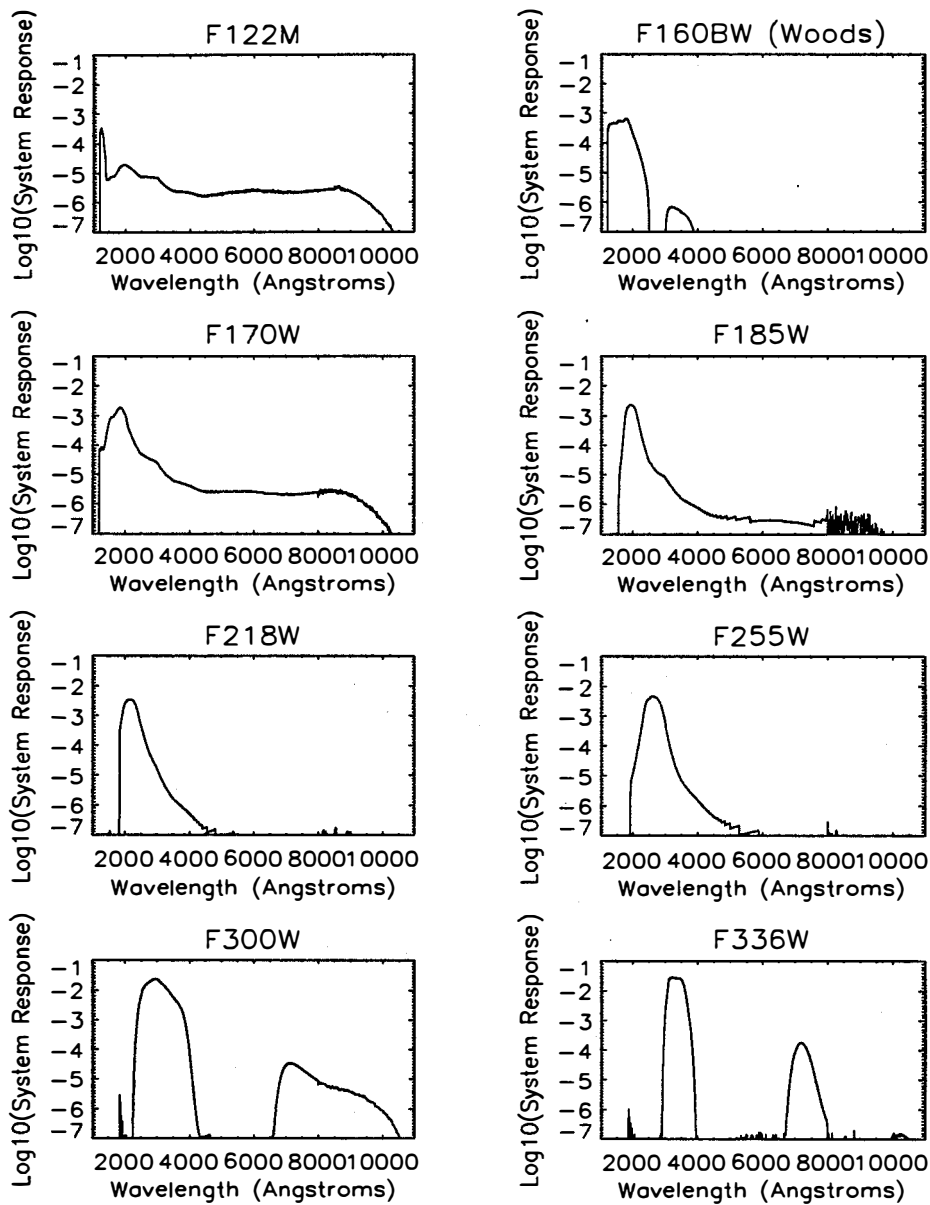 F122M
Log10(System Response)
-1
-2
-3
-4
-5
-6
-7
2000 4000 6000 8000 10000
Wavelength (Angstroms)
F160BW (Woods)
Log10(System Response)
-1
-2
-3
-4
-5
-6
-7
2000 4000 6000 8000 10000
Wavelength (Angstroms)
F170W
Log10(System Response)
-1
-2
-3
-4
-5
-6
-7
2000 4000 6000 8000 10000
Wavelength (Angstroms)
F185W
Log10(System Response)
-1
-2
-3
-4
-5
-6
-7
2000 4000 6000 8000 10000
Wavelength (Angstroms)
F218W
Log10(System Response)
-1
-2
-3
-4
-5
-6
-7
2000 4000 6000 8000 10000
Wavelength (Angstroms)
F255W
Log10(System Response)
-1
-2
-3
-4
-5
-6
-7
2000 4000 6000 8000 10000
Wavelength (Angstroms)
F300W
Log10(System Response)
-1
-2
-3
-4
-5
-6
-7
2000 4000 6000 8000 10000
Wavelength (Angstroms)
F336W
Log10(System Response)
-1
-2
-3
-4
-5
-6
-7
2000 4000 6000 8000 10000
Wavelength (Angstroms)